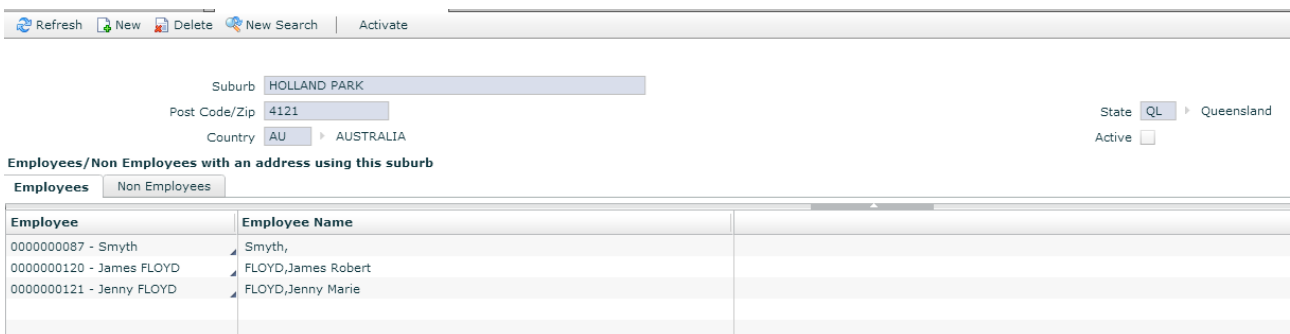 Refresh New Delete New Search Activate
Suburb HOLLAND PARK
Post Code/Zip 4121 State QL Queensland
Country AU AUSTRALIA Active
Employees/Non Employees with an address using this suburb
Employees Non Employees
Employee Employee Name
0000000087 - Smyth Smyth,
0000000120 - James FLOYD FLOYD,James Robert
0000000121 - Jenny FLOYD FLOYD,Jenny Marie